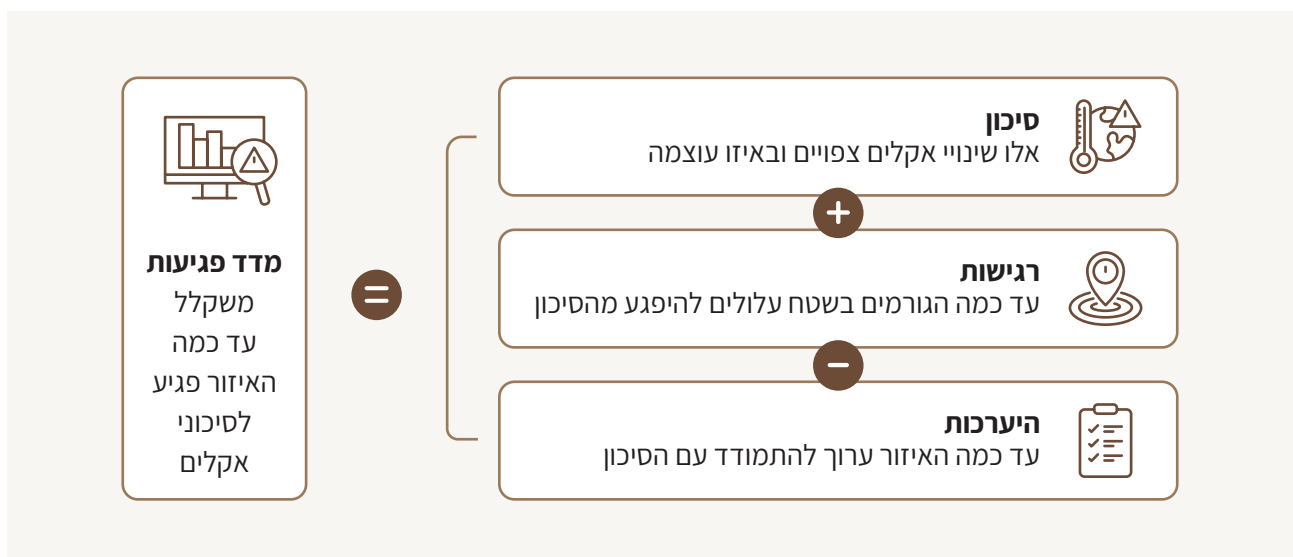 סיכון
אלו שינויי אקלים צפויים ובאיזו עוצמה
+
רגישות
עד כמה הגורמים בשטח עלולים להיפגע מהסיכון
−
היערכות
עד כמה האיזור ערוך להתמודד עם הסיכון
=
מדד פגיעות
משקלל
עד כמה
האיזור פגיע
לסיכוני
אקלים